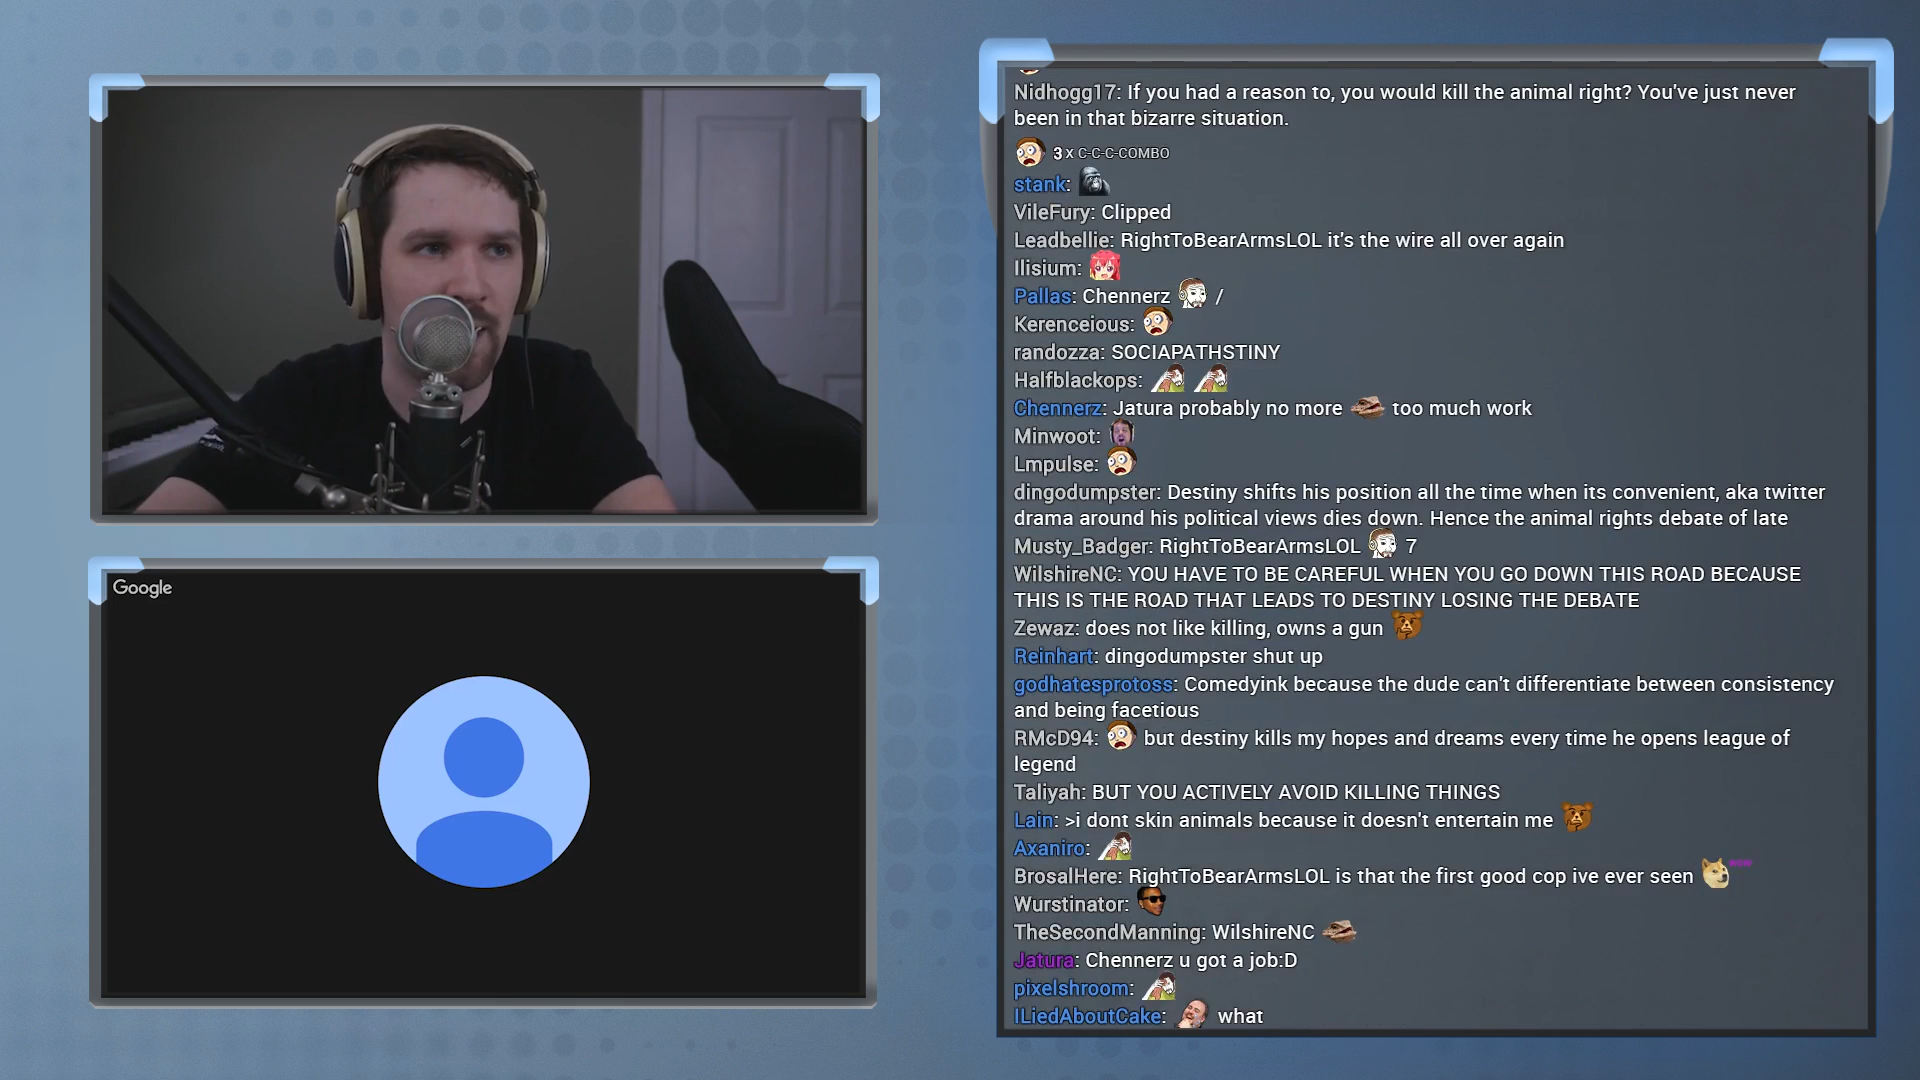 Google
Nidhogg17: If you had a reason to, you would kill the animal right? You've just never
been in that bizarre situation.
3 x C-C-C-COMBO
stank:
VileFury: Clipped
Leadbellie: RightToBearArmsLOL it's the wire all over again
Ilisium:
Pallas: Chennerz /
Kerenceious:
randozza: SOCIAPATHSTINY
Halfblackops:
Chennerz: Jatura probably no more too much work
Minwoot:
Lmpulse:
dingodumpster: Destiny shifts his position all the time when its convenient, aka twitter
drama around his political views dies down. Hence the animal rights debate of late
Musty_Badger: RightToBearArmsLOL 7
WilshireNC: YOU HAVE TO BE CAREFUL WHEN YOU GO DOWN THIS ROAD BECAUSE
THIS IS THE ROAD THAT LEADS TO DESTINY LOSING THE DEBATE
Zewaz: does not like killing, owns a gun
Reinhart: dingodumpster shut up
godhatesprotoss: Comedyink because the dude can't differentiate between consistency
and being facetious
RMcD94: but destiny kills my hopes and dreams every time he opens league of
legend
Taliyah: BUT YOU ACTIVELY AVOID KILLING THINGS
Lain: >i dont skin animals because it doesn't entertain me
Axaniro:
BrosalHere: RightToBearArmsLOL is that the first good cop ive ever seen
Wurstinator:
TheSecondManning: WilshireNC
Jatura: Chennerz u got a job:D
pixelshroom:
ILiedAboutCake: what